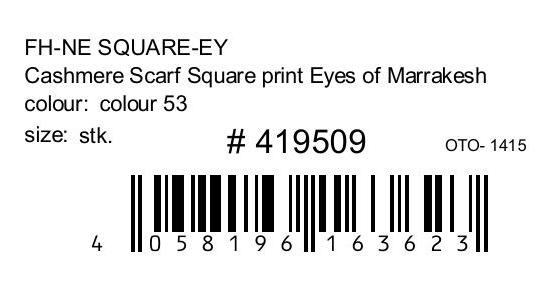 FH-NE SQUARE-EY
Cashmere Scarf Square print Eyes of Marrakesh
colour: colour 53
size: stk.
# 419509
OTO- 1415
4 058196 163623